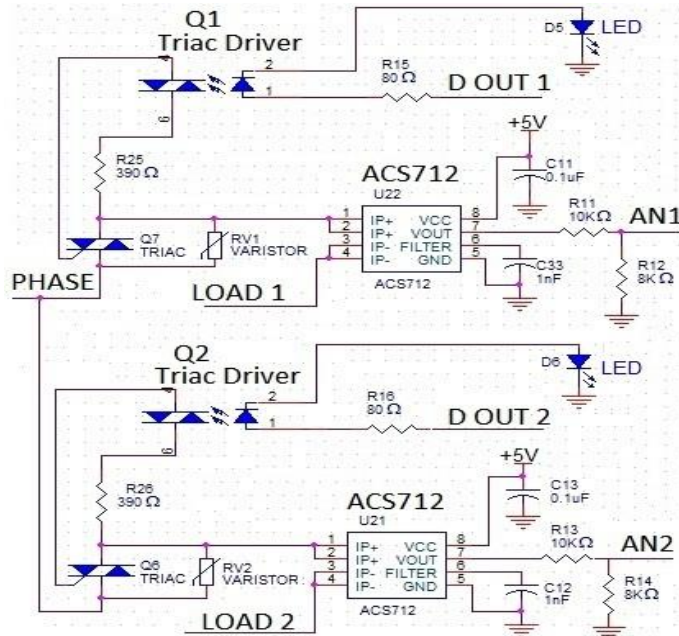 Q1
Triac Driver
D5
LED
4
2
1
6
R15
80Ω
D OUT 1
+5V
R25
390 Ω
ACS712
U22
C11
0.1uF
R11
10KΩ
AN1
1
2
3
4
IP+
IP+
IP-
IP-
VCC
VOUT
FILTER
GND
8
7
6
5
Q7
TRIAC
RV1
VARISTOR
R12
8KΩ
C33
1nF
PHASE
LOAD 1
ACS712
Q2
Triac Driver
D6
LED
4
2
1
6
R16
80Ω
D OUT 2
+5V
R26
390 Ω
ACS712
U21
C13
0.1uF
R13
10KΩ
AN2
1
2
3
4
IP+
IP+
IP-
IP-
VCC
VOUT
FILTER
GND
8
7
6
5
Q6
TRIAC
RV2
VARISTOR
R14
8KΩ
C12
1nF
LOAD 2
ACS712